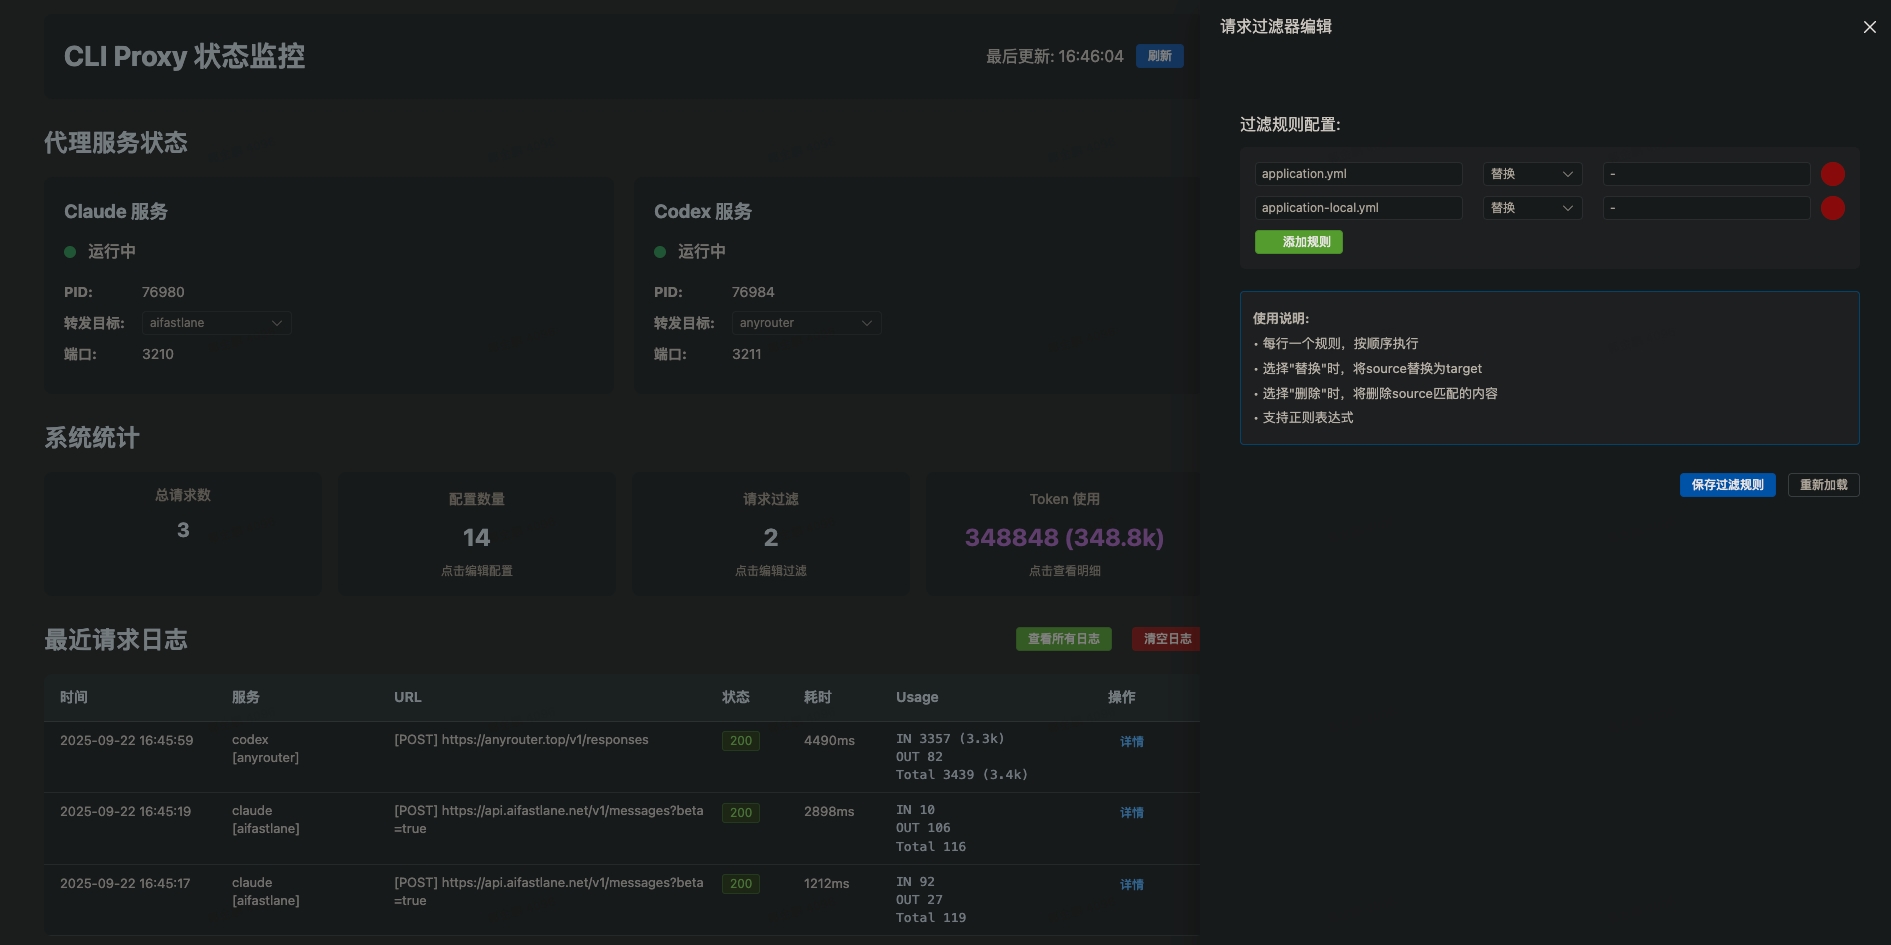 CLI Proxy 状态监控
最后更新: 16:46:04
刷新
代理服务状态
Claude 服务
运行中
PID: 76980
转发目标: aifastlane
端口: 3210
Codex 服务
运行中
PID: 76984
转发目标: anyrouter
端口: 3211
系统统计
总请求数
3
配置数量
14
点击编辑配置
请求过滤
2
点击编辑过滤
Token 使用
348848 (348.8k)
点击查看明细
最近请求日志
查看所有日志
清空日志
时间 服务 URL 状态 耗时 Usage 操作
2025-09-22 16:45:59 codex [POST] https://anyrouter.top/v1/responses 200 4490ms IN 3357 (3.3k) 详情
[anyrouter] OUT 82
Total 3439 (3.4k)
2025-09-22 16:45:19 claude [POST] https://api.aifastlane.net/v1/messages?beta 200 2898ms IN 10 详情
[aifastlane] =true OUT 106
Total 116
2025-09-22 16:45:17 claude [POST] https://api.aifastlane.net/v1/messages?beta 200 1212ms IN 92 详情
[aifastlane] =true OUT 27
Total 119
请求过滤器编辑
过滤规则配置:
application.yml 替换 -
application-local.yml 替换 -
添加规则
使用说明:
• 每行一个规则，按顺序执行
• 选择"替换"时，将source替换为target
• 选择"删除"时，将删除source匹配的内容
• 支持正则表达式
保存过滤规则
重新加载